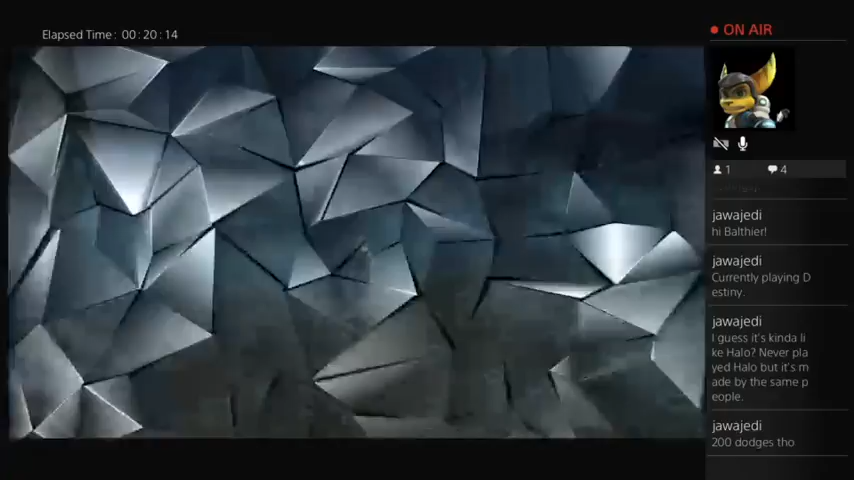 Elapsed Time: 00:20:14
ON AIR
1 4
jawajedi
hi Balthier!
jawajedi
Currently playing D
estiny.
jawajedi
I guess it's kinda li
ke Halo? Never pla
yed Halo but it's m
ade by the same p
eople.
jawajedi
200 dodges tho